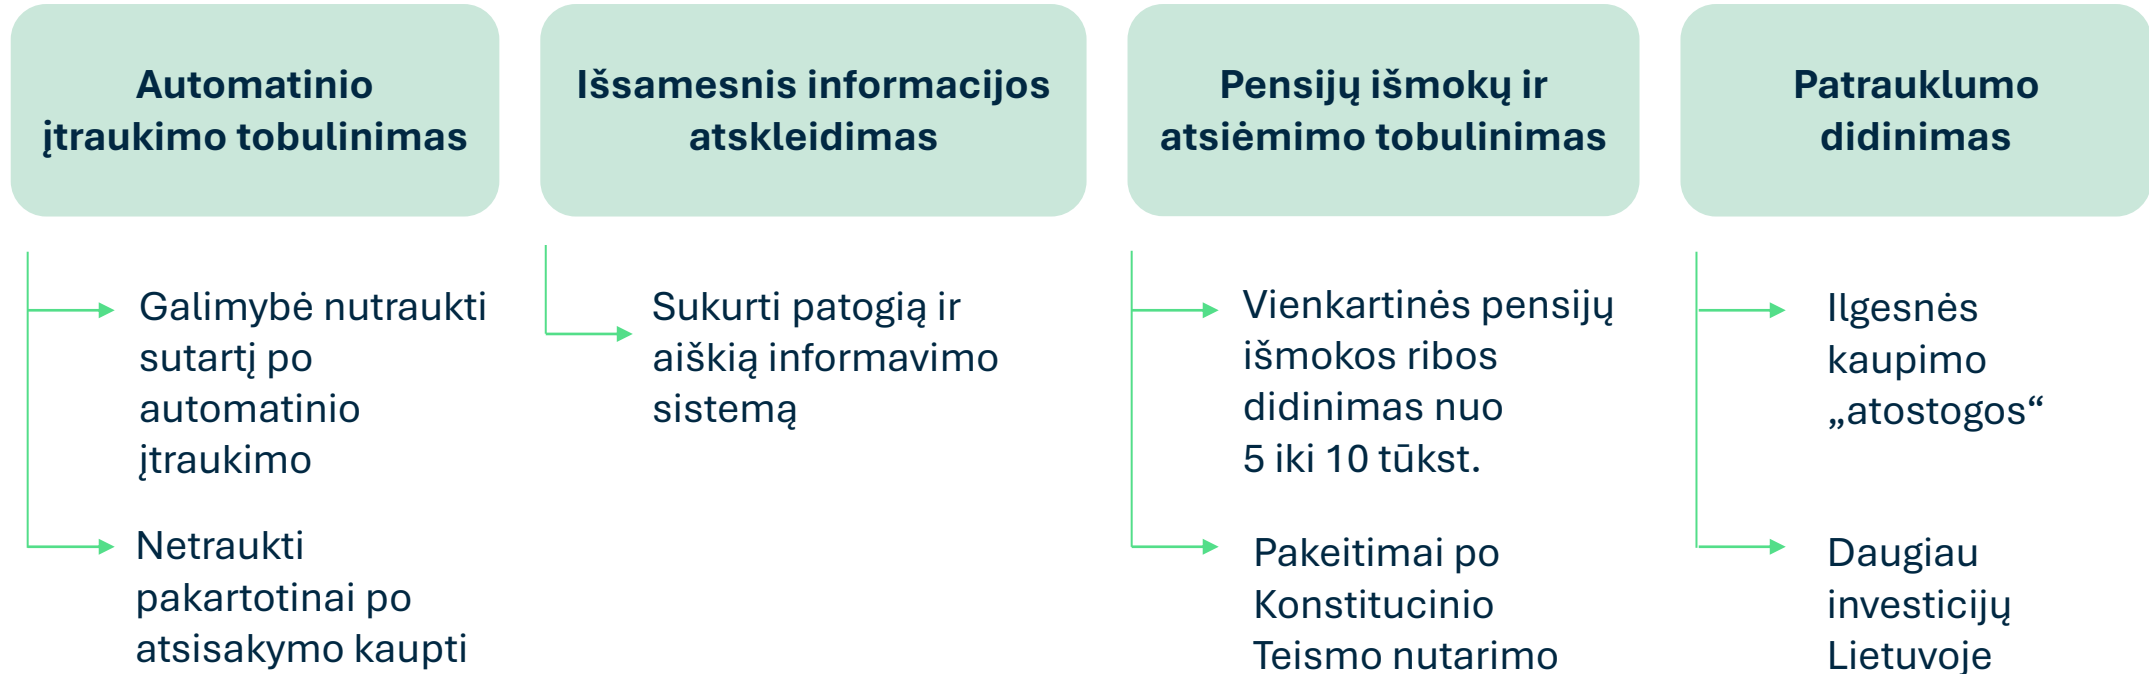 Automatinio
įtraukimo tobulinimas
Galimybė nutraukti
sutartį po
automatinio
įtraukimo
Netraukti
pakartotinai po
atsisakymo kaupti
Išsamesnis informacijos
atskleidimas
Sukurti patogią ir
aiškią informavimo
sistemą
Pensijų išmokų ir
atsiėmimo tobulinimas
Vienkartinės pensijų
išmokos ribos
didinimas nuo
5 iki 10 tūkst.
Pakeitimai po
Konstitucinio
Teismo nutarimo
Patrauklumo
didinimas
Ilgesnės
kaupimo
„atostogos“
Daugiau
investicijų
Lietuvoje